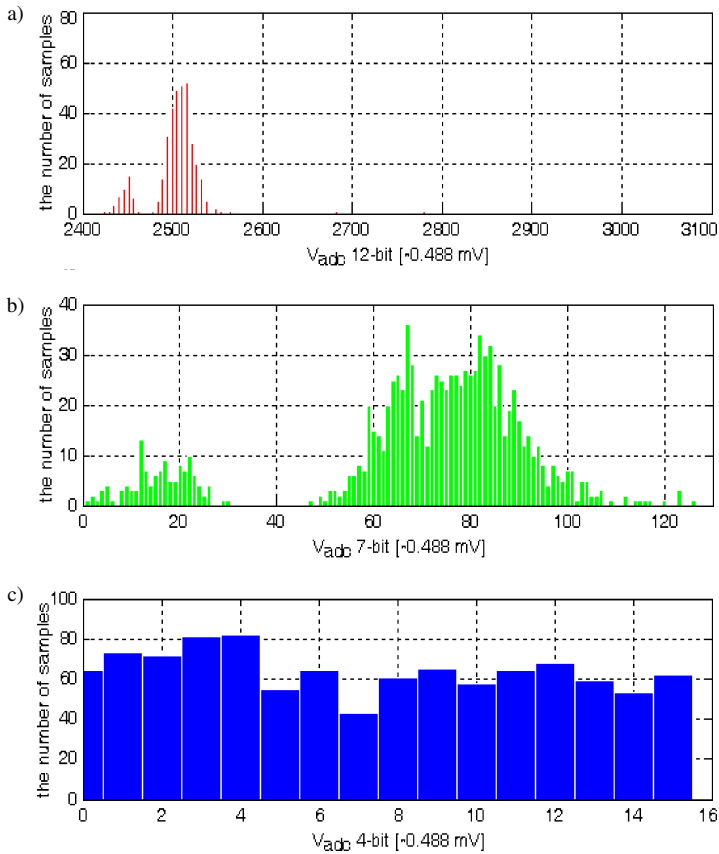 a)
the number of samples
80
60
40
20
0
2400 2500 2600 2700 2800 2900 3000 3100
Vadc 12-bit [-0.488 mV]
b)
the number of samples
40
30
20
10
0
0 20 40 60 80 100 120
Vadc 7-bit [-0.488 mV]
c)
the number of samples
100
80
60
40
20
0
0 2 4 6 8 10 12 14 16
Vadc 4-bit [-0.488 mV]